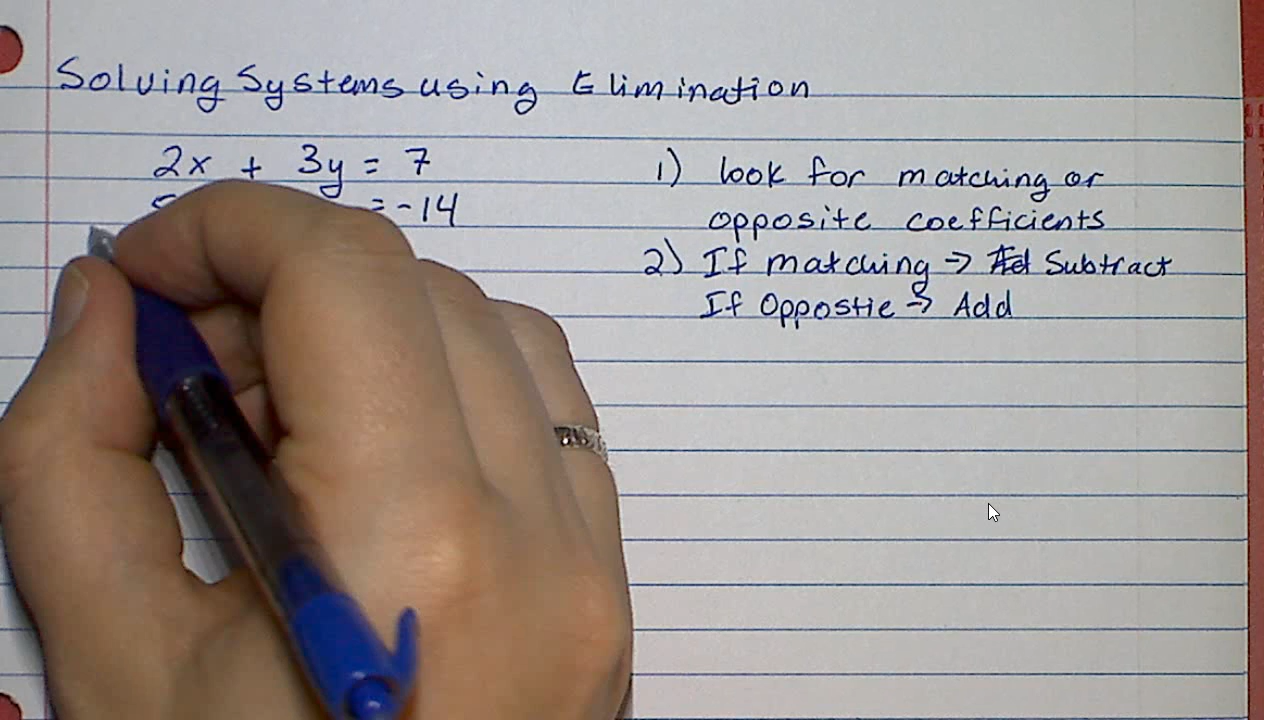 Solving Systems using Elimination
2x + 3y = 7
= -14
1) look for matching or
opposite coefficients
2) If matching → Subtract
If Oppostie → Add